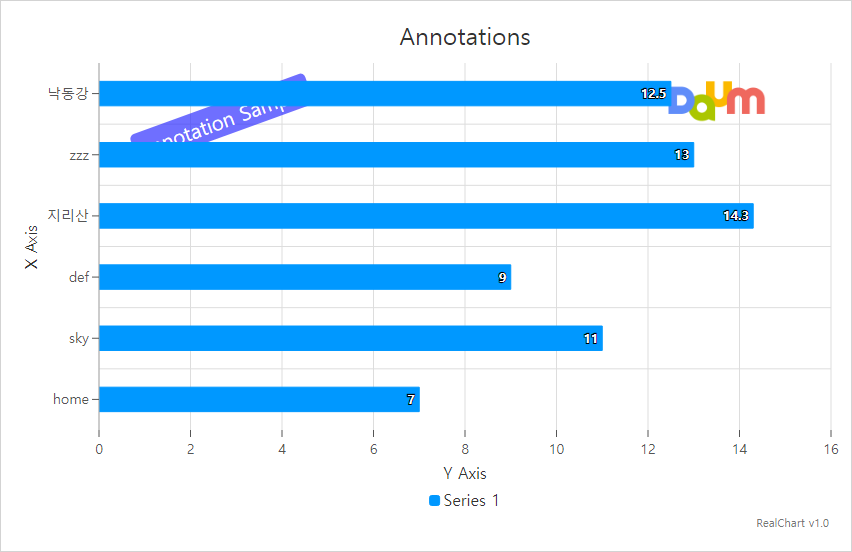 Annotations
낙동강
12.5
Daum
zzz
13
지리산
14.3
X Axis
def
9
sky
11
home
7
0 2 4 6 8 10 12 14 16
Y Axis
Series 1
RealChart v1.0